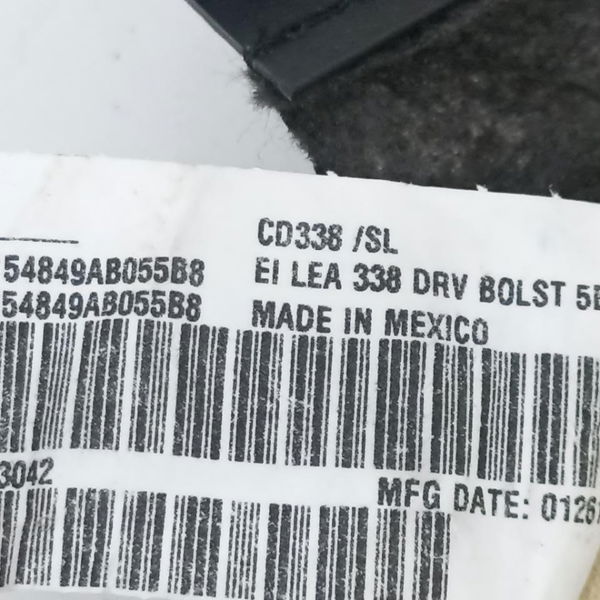 CD338 /SL
54849AB055B8
EI LEA 338 DRV BOLST
54849AB055B8
MADE IN MEXICO
3042
MFG DATE: